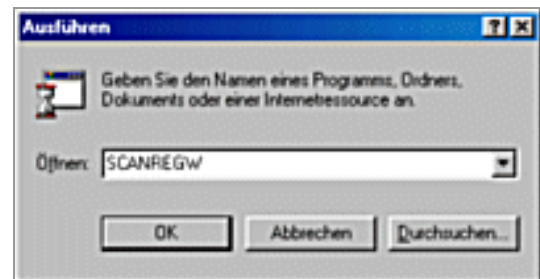 Ausführen
Geben Sie den Namen eines Programms, Ordners,
Dokuments oder einer Internetressource an.
Öffnen: SCANREGW
OK Abbrechen Durchsuchen...